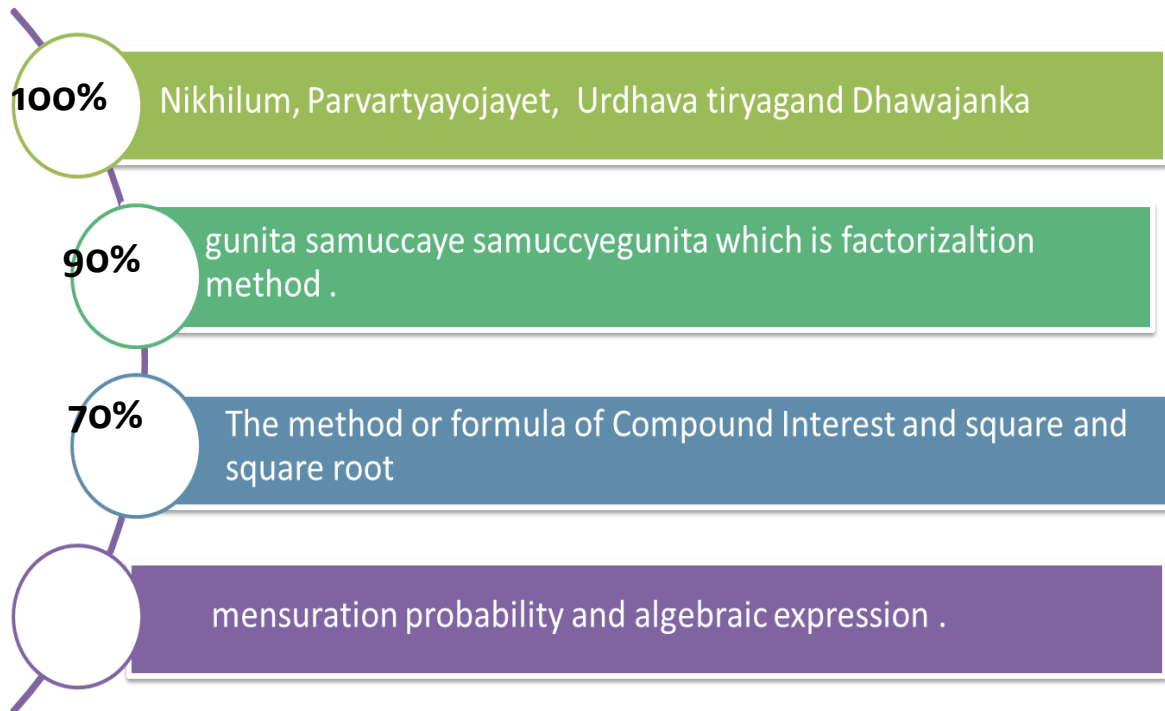 100%
Nikhilum, Parvartyayojayet, Urdhava tiryagand Dhawajanka
90%
gunita samuccaye samuccyegunita which is factorizaltion
method .
70%
The method or formula of Compound Interest and square and
square root
mensuration probability and algebraic expression .